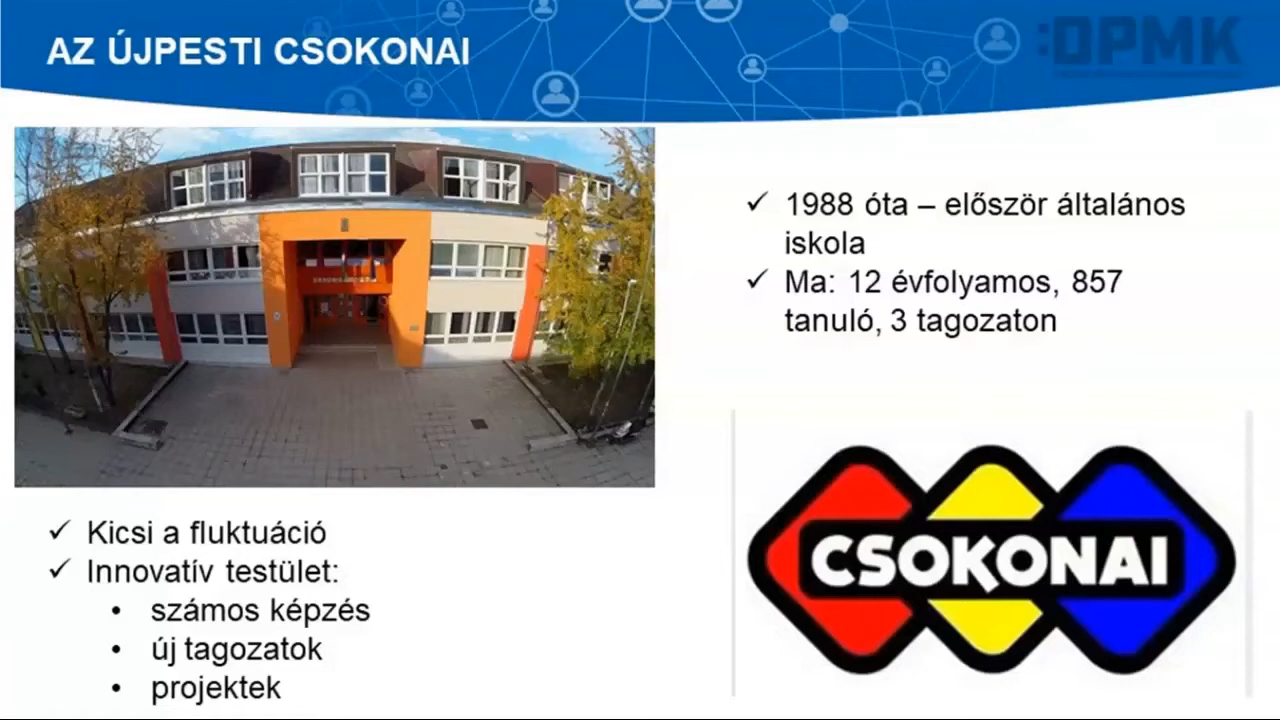 AZ ÚJPESTI CSOKONAI
:OPMK
✓ 1988 óta – először általános
iskola
✓ Ma: 12 évfolyamos, 857
tanuló, 3 tagozaton
✓ Kicsi a fluktuáció
✓ Innovatív testület:
• számos képzés
• új tagozatok
• projektek
CSOKONAI